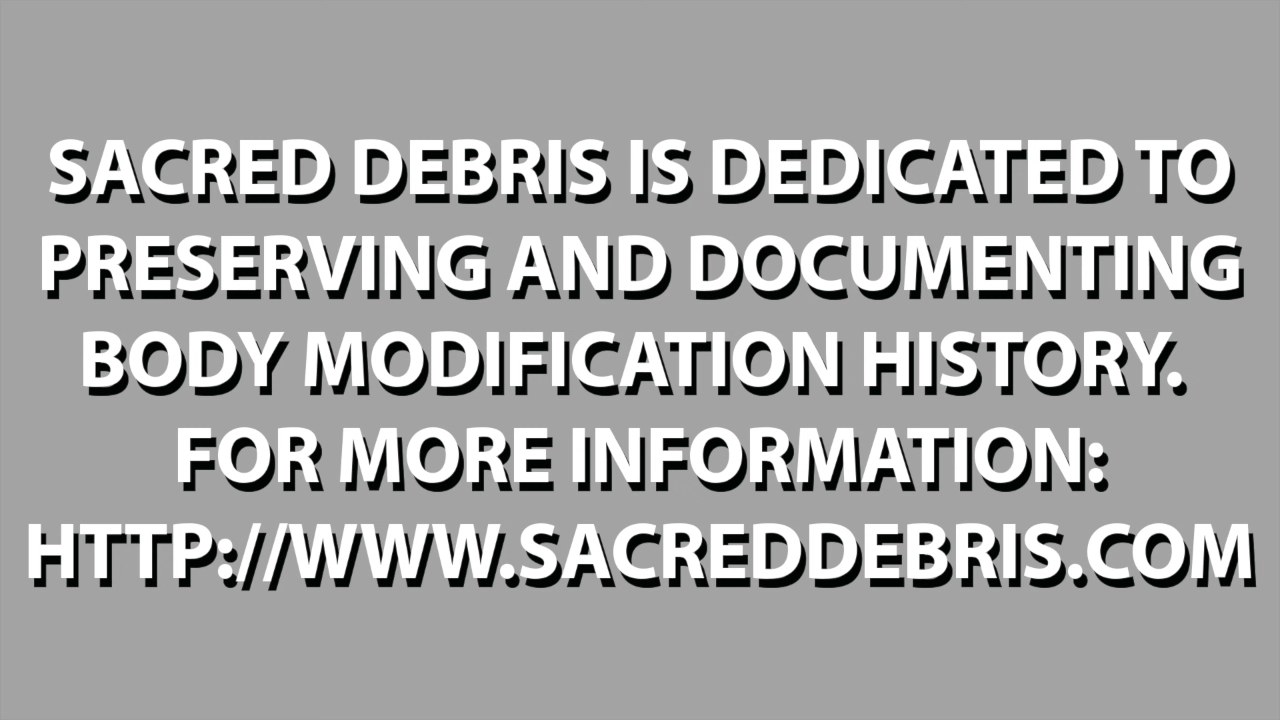 SACRED DEBRIS IS DEDICATED TO
PRESERVING AND DOCUMENTING
BODY MODIFICATION HISTORY.
FOR MORE INFORMATION:
HTTP://WWW.SACREDDEBRIS.COM